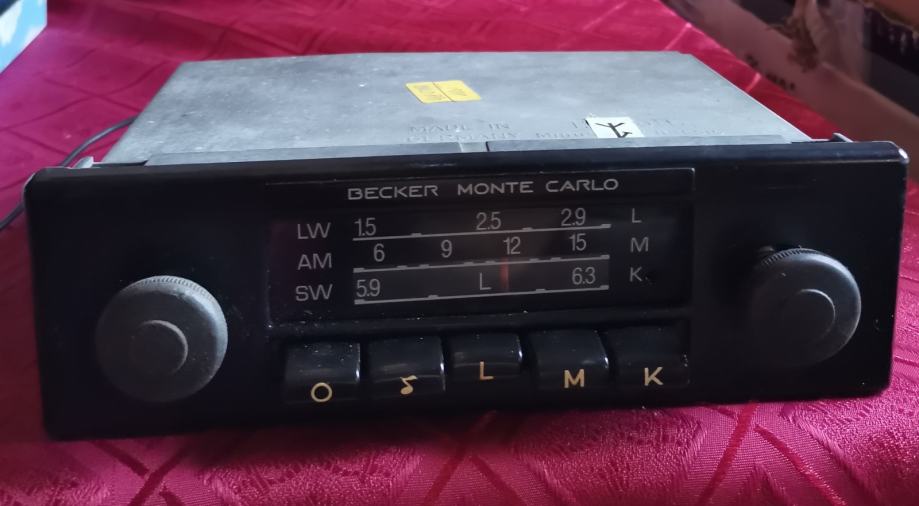 MADE IN
GERMANY
BECKER MONTE CARLO
LW 1.5 2.5 2.9 L
AM 6 9 12 15 M
SW 5.9 L 6.3 K
O L M K